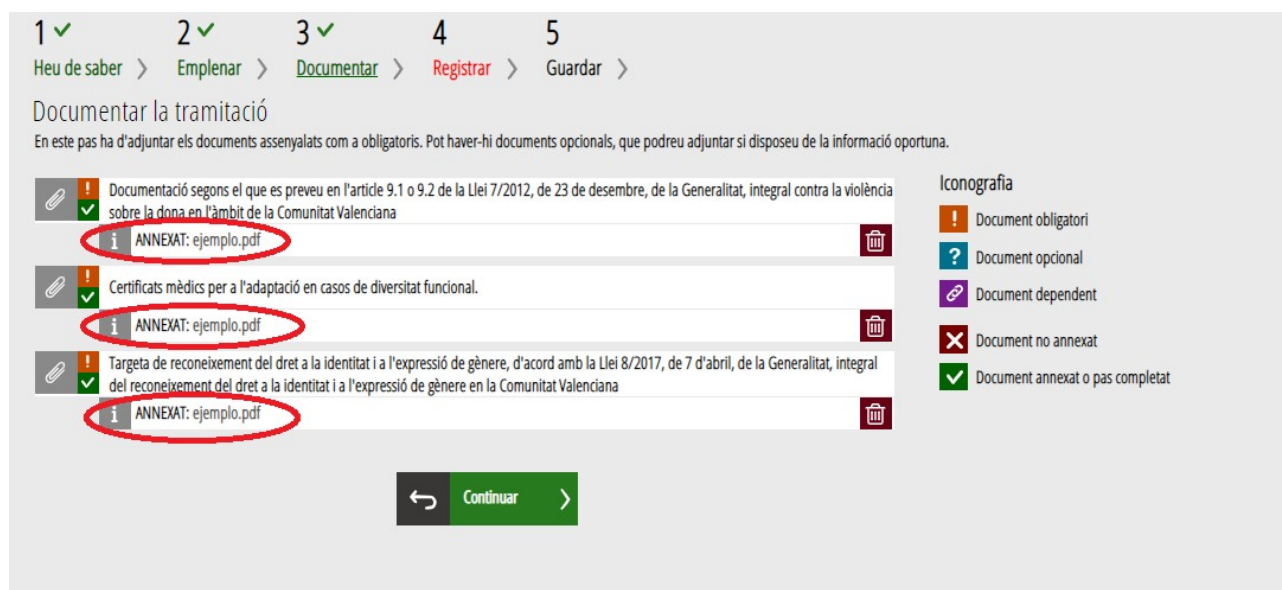 1 2 3 4 5
Heu de saber Emplenar Documentar Registrar Guardar
Documentar la tramitació
En este pas ha d'adjuntar els documents assenyalats com a obligatoris. Pot haver-hi documents opcionals, que podreu adjuntar si disposeu de la informació oportuna.
Documentació segons el que es preveu en l'article 9.1 o 9.2 de la Llei 7/2012, de 23 de desembre, de la Generalitat, integral contra la violència
sobre la dona en l'àmbit de la Comunitat Valenciana
ANNEXAT: ejemplo.pdf
Certificats mèdics per a l'adaptació en casos de diversitat funcional.
ANNEXAT: ejemplo.pdf
Targeta de reconeixement del dret a la identitat i a l'expressió de gènere, d'acord amb la Llei 8/2017, de 7 d'abril, de la Generalitat, integral
del reconeixement del dret a la identitat i a l'expressió de gènere en la Comunitat Valenciana
ANNEXAT: ejemplo.pdf
Continuar
Iconografia
Document obligatori
Document opcional
Document dependent
Document no annexat
Document annexat o pas completat